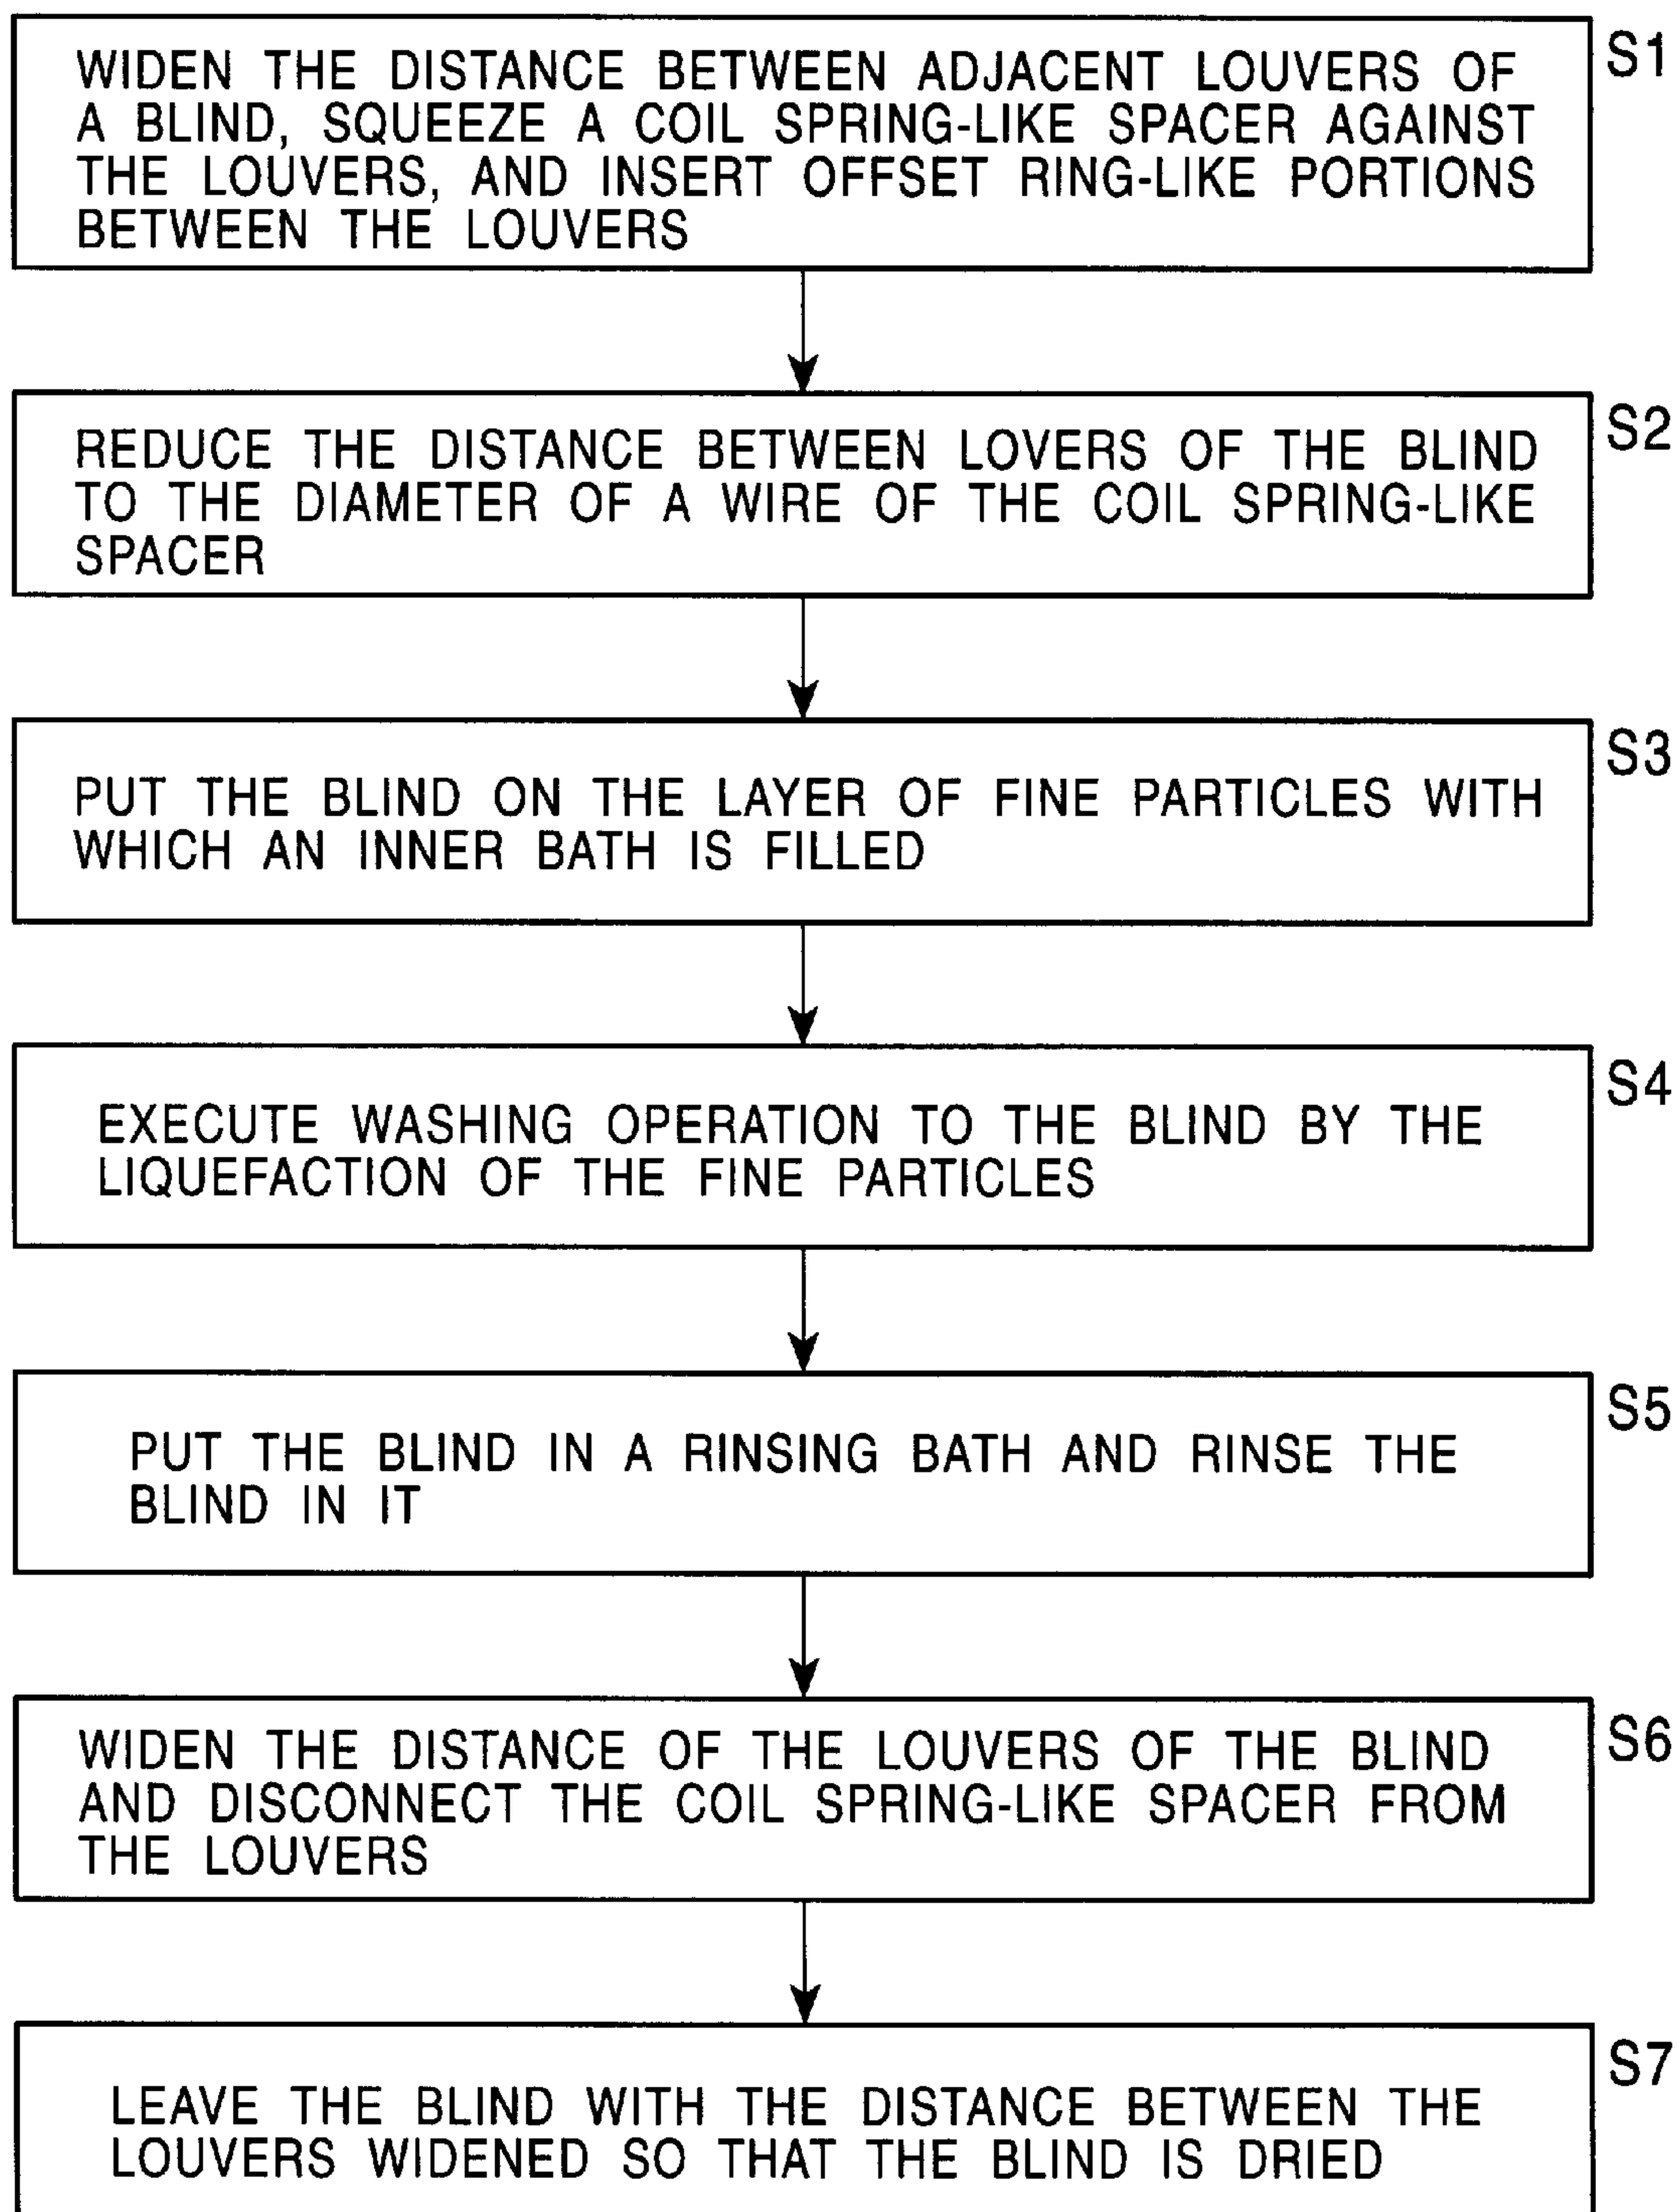 S1
WIDEN THE DISTANCE BETWEEN ADJACENT LOUVERS OF
A BLIND, SQUEEZE A COIL SPRING-LIKE SPACER AGAINST
THE LOUVERS, AND INSERT OFFSET RING-LIKE PORTIONS
BETWEEN THE LOUVERS
S2
REDUCE THE DISTANCE BETWEEN LOVERS OF THE BLIND
TO THE DIAMETER OF A WIRE OF THE COIL SPRING-LIKE
SPACER
S3
PUT THE BLIND ON THE LAYER OF FINE PARTICLES WITH
WHICH AN INNER BATH IS FILLED
S4
EXECUTE WASHING OPERATION TO THE BLIND BY THE
LIQUEFACTION OF THE FINE PARTICLES
S5
PUT THE BLIND IN A RINSING BATH AND RINSE THE
BLIND IN IT
S6
WIDEN THE DISTANCE OF THE LOUVERS OF THE BLIND
AND DISCONNECT THE COIL SPRING-LIKE SPACER FROM
THE LOUVERS
S7
LEAVE THE BLIND WITH THE DISTANCE BETWEEN THE
LOUVERS WIDENED SO THAT THE BLIND IS DRIED